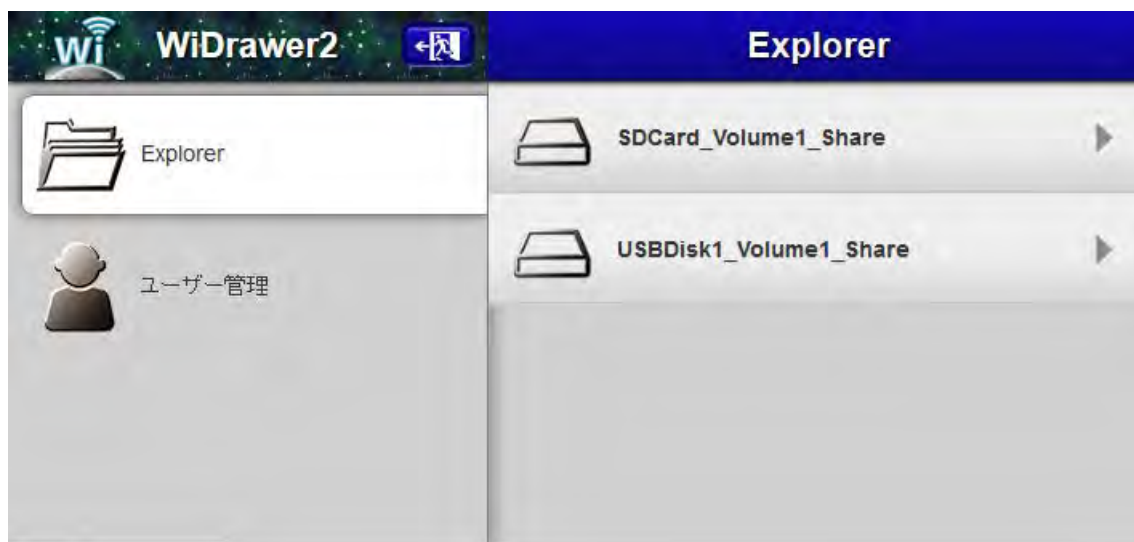 Wi
WiDrawer2
Explorer
ユーザー管理
Explorer
SDCard_Volume1_Share
USBDisk1_Volume1_Share